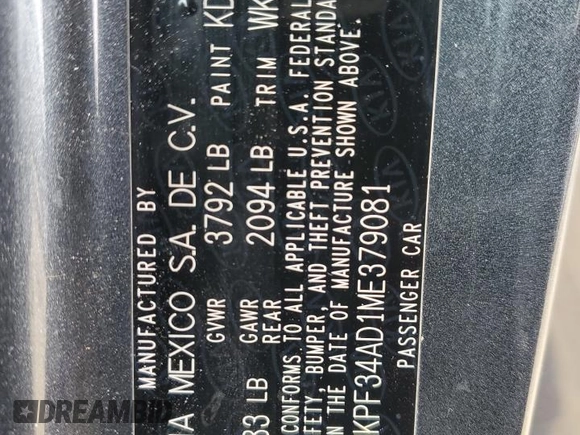 MANUFACTURED BY
MEXICO S.A. DE C.V.
GVWR 3792 LB PAINT
GAWR REAR 2094 LB TRIM
CONFORMS TO ALL APPLICABLE U.S.A. FEDERAL
BUMPER, AND THEFT PREVENTION
THE DATE OF MANUFACTURE SHOWN ABOVE.
KPF34AD1ME379081
PASSENGER CAR
KIA
DREAMBID